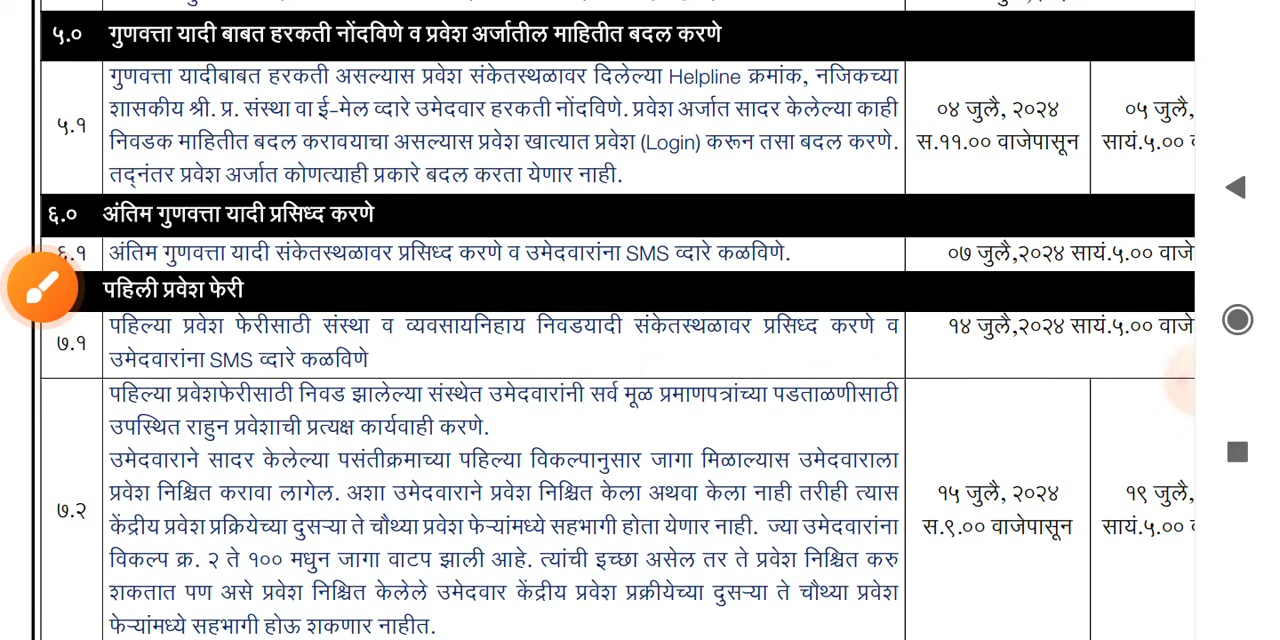 ५.० गुणवत्ता यादी बाबत हरकती नोंदविणे व प्रवेश अर्जातील माहितीत बदल करणे
५.१
गुणवत्ता यादीबाबत हरकती असल्यास प्रवेश संकेतस्थळावर दिलेल्या Helpline क्रमांक, नजिकच्या
शासकीय श्री. प्र. संस्था वा ई-मेल व्दारे उमेदवार हरकती नोंदविणे. प्रवेश अर्जात सादर केलेल्या काही
निवडक माहितीत बदल करावयाचा असल्यास प्रवेश खात्यात प्रवेश (Login) करून तसा बदल करणे.
तद्नंतर प्रवेश अर्जात कोणत्याही प्रकारे बदल करता येणार नाही.
०४ जुलै, २०२४
स.११.०० वाजेपासून
०५ जुलै,
सायं.५.००
६.० अंतिम गुणवत्ता यादी प्रसिध्द करणे
६.१ अंतिम गुणवत्ता यादी संकेतस्थळावर प्रसिध्द करणे व उमेदवारांना SMS व्दारे कळविणे. ०७ जुलै,२०२४ सायं.५.०० वाजे
पहिली प्रवेश फेरी
७.१
पहिल्या प्रवेश फेरीसाठी संस्था व व्यवसायनिहाय निवडयादी संकेतस्थळावर प्रसिध्द करणे व
उमेदवारांना SMS व्दारे कळविणे
१४ जुलै,२०२४ सायं.५.०० वाजे
७.२
पहिल्या प्रवेशफेरीसाठी निवड झालेल्या संस्थेत उमेदवारांनी सर्व मूळ प्रमाणपत्रांच्या पडताळणीसाठी
उपस्थित राहुन प्रवेशाची प्रत्यक्ष कार्यवाही करणे.
उमेदवाराने सादर केलेल्या पसंतीक्रमाच्या पहिल्या विकल्पानुसार जागा मिळाल्यास उमेदवाराला
प्रवेश निश्चित करावा लागेल. अशा उमेदवाराने प्रवेश निश्चित केला अथवा केला नाही तरीही त्यास
केंद्रीय प्रवेश प्रक्रियेच्या दुसऱ्या ते चौथ्या प्रवेश फेऱ्यांमध्ये सहभागी होता येणार नाही. ज्या उमेदवारांना
विकल्प क्र. २ ते १०० मधुन जागा वाटप झाली आहे. त्यांची इच्छा असेल तर ते प्रवेश निश्चित करु
शकतात पण असे प्रवेश निश्चित केलेले उमेदवार केंद्रीय प्रवेश प्रक्रीयेच्या दुसऱ्या ते चौथ्या प्रवेश
फेऱ्यांमध्ये सहभागी होऊ शकणार नाहीत.
१५ जुलै, २०२४
स.९.०० वाजेपासून
१९ जुलै,
सायं.५.००